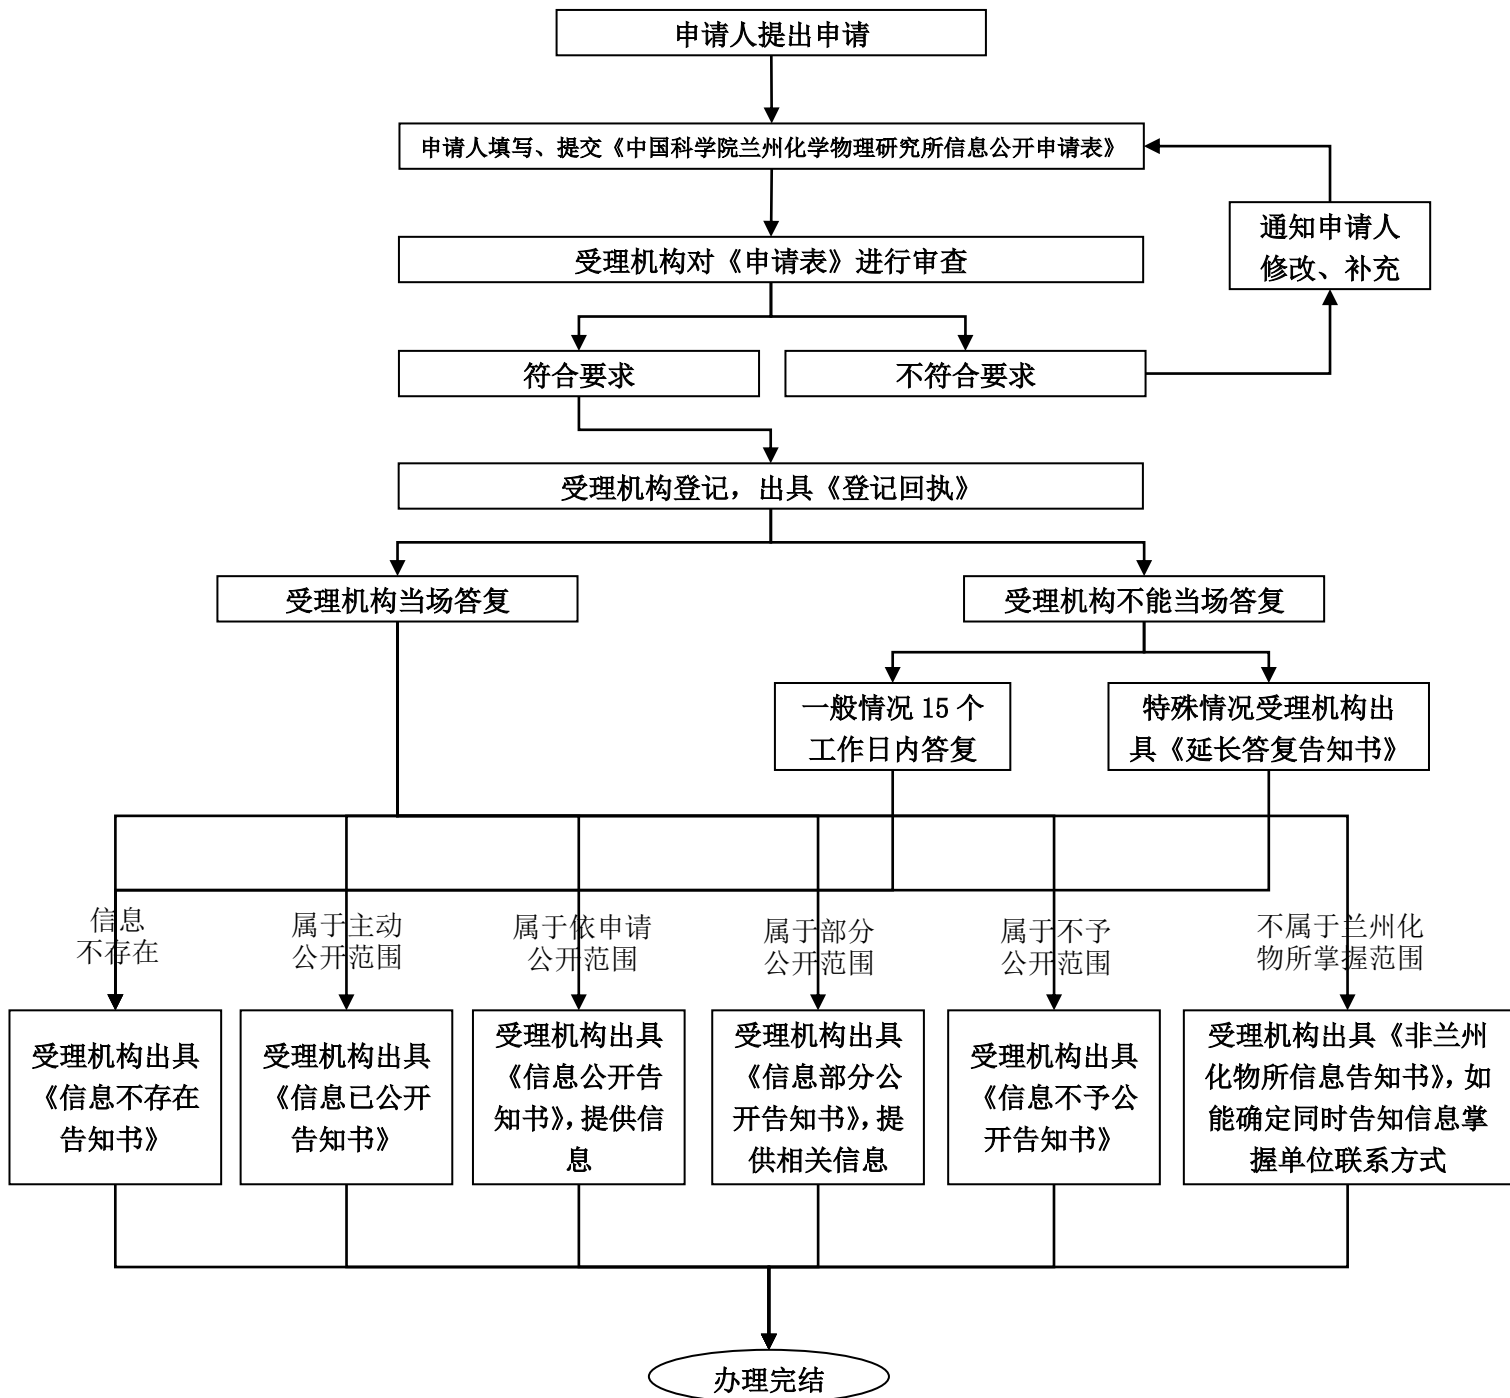 申请人提出申请
申请人填写、提交《中国科学院兰州化学物理研究所信息公开申请表》
通知申请人
修改、补充
受理机构对《申请表》进行审查
符合要求
不符合要求
受理机构登记，出具《登记回执》
受理机构当场答复
受理机构不能当场答复
一般情况 15 个
工作日内答复
特殊情况受理机构出
具《延长答复告知书》
信息
不存在
属于主动
公开范围
属于依申请
公开范围
属于部分
公开范围
属于不予
公开范围
不属于兰州化
物所掌握范围
受理机构出具
《信息不存在
告知书》
受理机构出具
《信息已公开
告知书》
受理机构出具
《信息公开告
知书》，提供信
息
受理机构出具
《信息部分公
开告知书》，提
供相关信息
受理机构出具
《信息不予公
开告知书》
受理机构出具《非兰州
化物所信息告知书》，如
能确定同时告知信息掌
握单位联系方式
办理完结